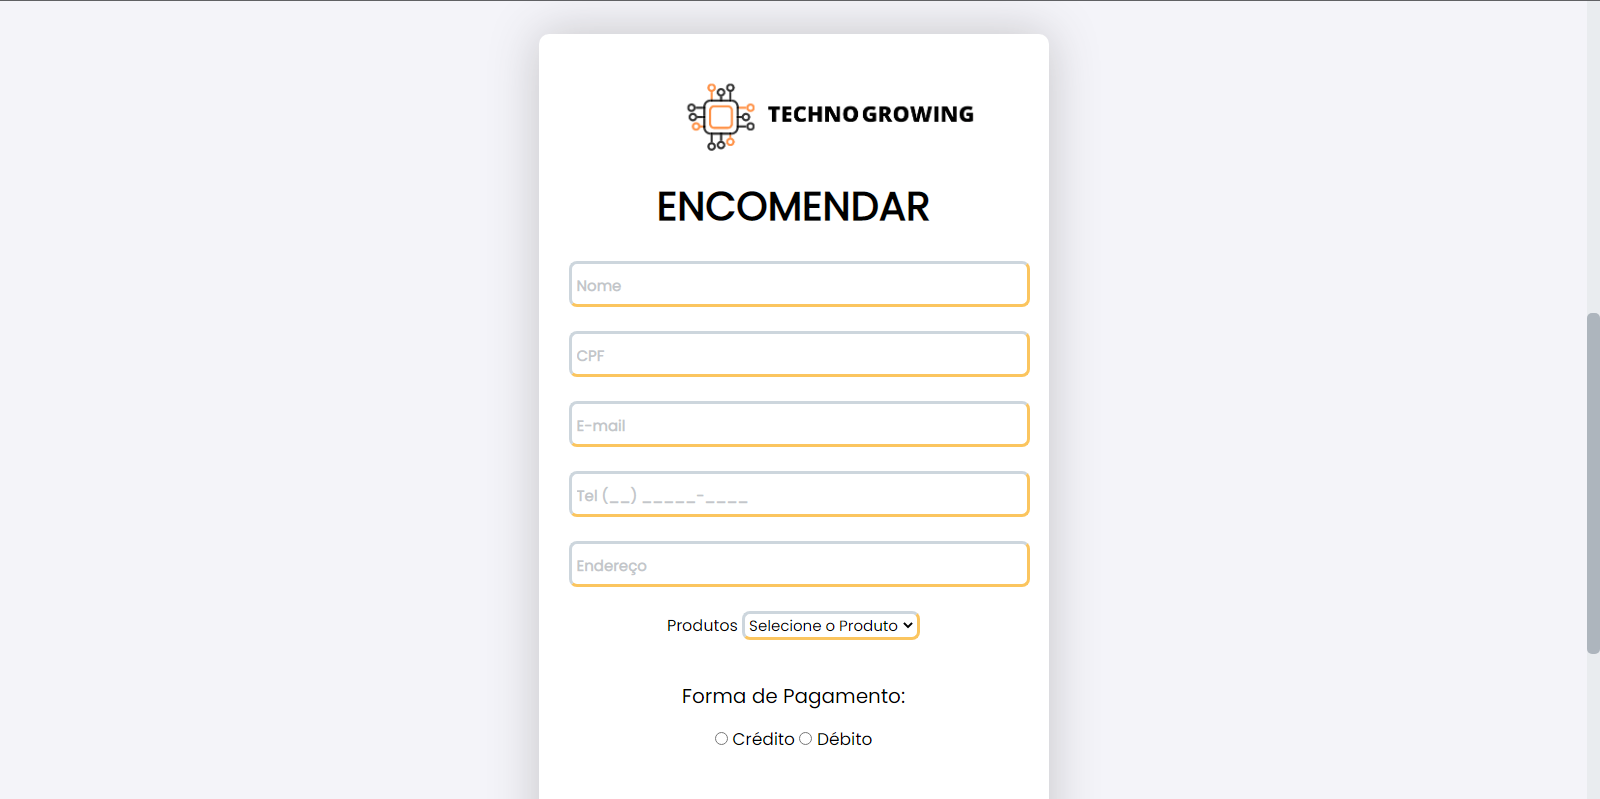 TECHNO GROWING
ENCOMENDAR
Nome
CPF
E-mail
Tel (__) _____-____
Endereço
Produtos Selecione o Produto
Forma de Pagamento:
Crédito Débito